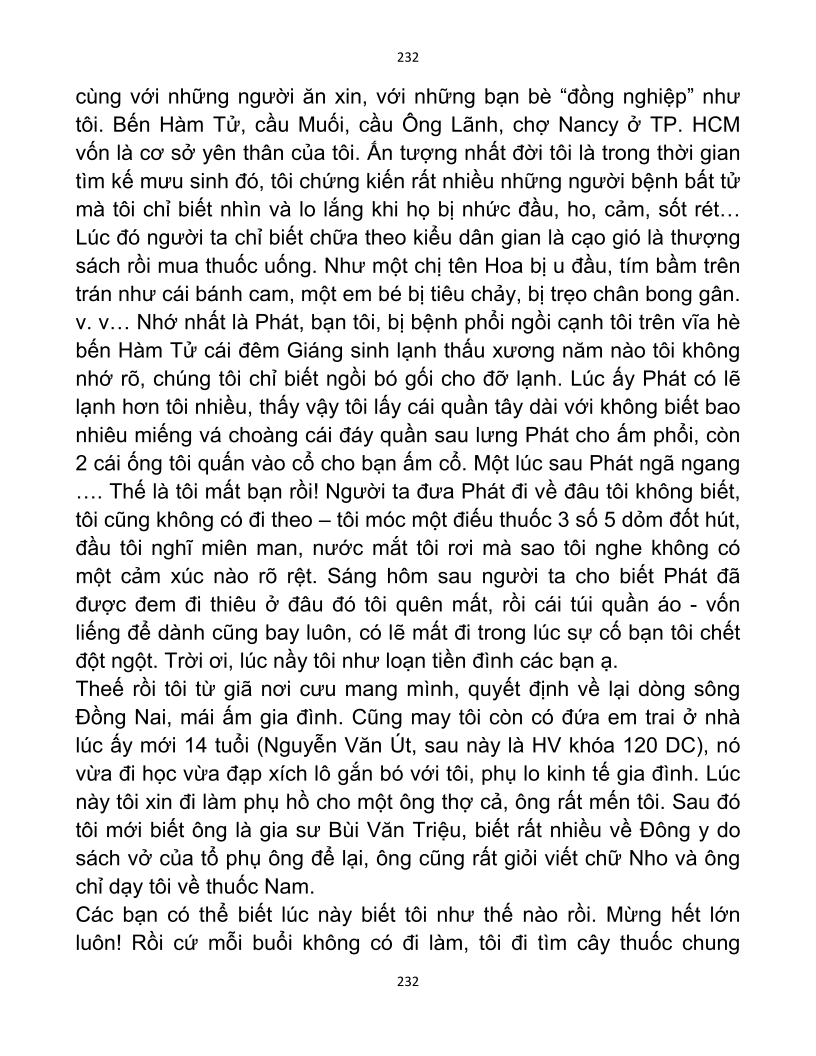 232
cùng với những người ăn xin, với những bạn bè “đồng nghiệp” như
tôi. Bến Hàm Tử, cầu Muối, cầu Ông Lãnh, chợ Nancy ở TP. HCM
vốn là cơ sở yên thân của tôi. Ấn tượng nhất đời tôi là trong thời gian
tìm kế mưu sinh đó, tôi chứng kiến rất nhiều những người bệnh bất tử
mà tôi chỉ biết nhìn và lo lắng khi họ bị nhức đầu, ho, cảm, sốt rét…
Lúc đó người ta chỉ biết chữa theo kiểu dân gian là cạo gió là thượng
sách rồi mua thuốc uống. Như một chị tên Hoa bị u đầu, tím bầm trên
trán như cái bánh cam, một em bé bị tiêu chảy, bị trẹo chân bong gân.
v. v… Nhớ nhất là Phát, bạn tôi, bị bệnh phổi ngồi cạnh tôi trên vĩa hè
bến Hàm Tử cái đêm Giáng sinh lạnh thấu xương năm nào tôi không
nhớ rõ, chúng tôi chỉ biết ngồi bó gối cho đỡ lạnh. Lúc ấy Phát có lẽ
lạnh hơn tôi nhiều, thấy vậy tôi lấy cái quần tây dài với không biết bao
nhiêu miếng vá choàng cái đáy quần sau lưng Phát cho ấm phổi, còn
2 cái ống tôi quấn vào cổ cho bạn ấm cổ. Một lúc sau Phát ngã ngang
…. Thế là tôi mất bạn rồi! Người ta đưa Phát đi về đâu tôi không biết,
tôi cũng không có đi theo – tôi móc một điếu thuốc 3 số 5 dỏm đốt hút,
đầu tôi nghĩ miên man, nước mắt tôi rơi mà sao tôi nghe không có
một cảm xúc nào rõ rệt. Sáng hôm sau người ta cho biết Phát đã
được đem đi thiêu ở đâu đó tôi quên mất, rồi cái túi quần áo - vốn
liếng để dành cũng bay luôn, có lẽ mất đi trong lúc sự cố bạn tôi chết
đột ngột. Trời ơi, lúc nầy tôi như loạn tiền đình các bạn ạ.
Theế rồi tôi từ giã nơi cưu mang mình, quyết định về lại dòng sông
Đồng Nai, mái ấm gia đình. Cũng may tôi còn có đứa em trai ở nhà
lúc ấy mới 14 tuổi (Nguyễn Văn Út, sau này là HV khóa 120 DC), nó
vừa đi học vừa đạp xích lô gắn bó với tôi, phụ lo kinh tế gia đình. Lúc
này tôi xin đi làm phụ hồ cho một ông thợ cả, ông rất mến tôi. Sau đó
tôi mới biết ông là gia sư Bùi Văn Triệu, biết rất nhiều về Đông y do
sách vở của tổ phụ ông để lại, ông cũng rất giỏi viết chữ Nho và ông
chỉ dạy tôi về thuốc Nam.
Các bạn có thể biết lúc này biết tôi như thế nào rồi. Mừng hết lớn
luôn! Rồi cứ mỗi buổi không có đi làm, tôi đi tìm cây thuốc chung
232